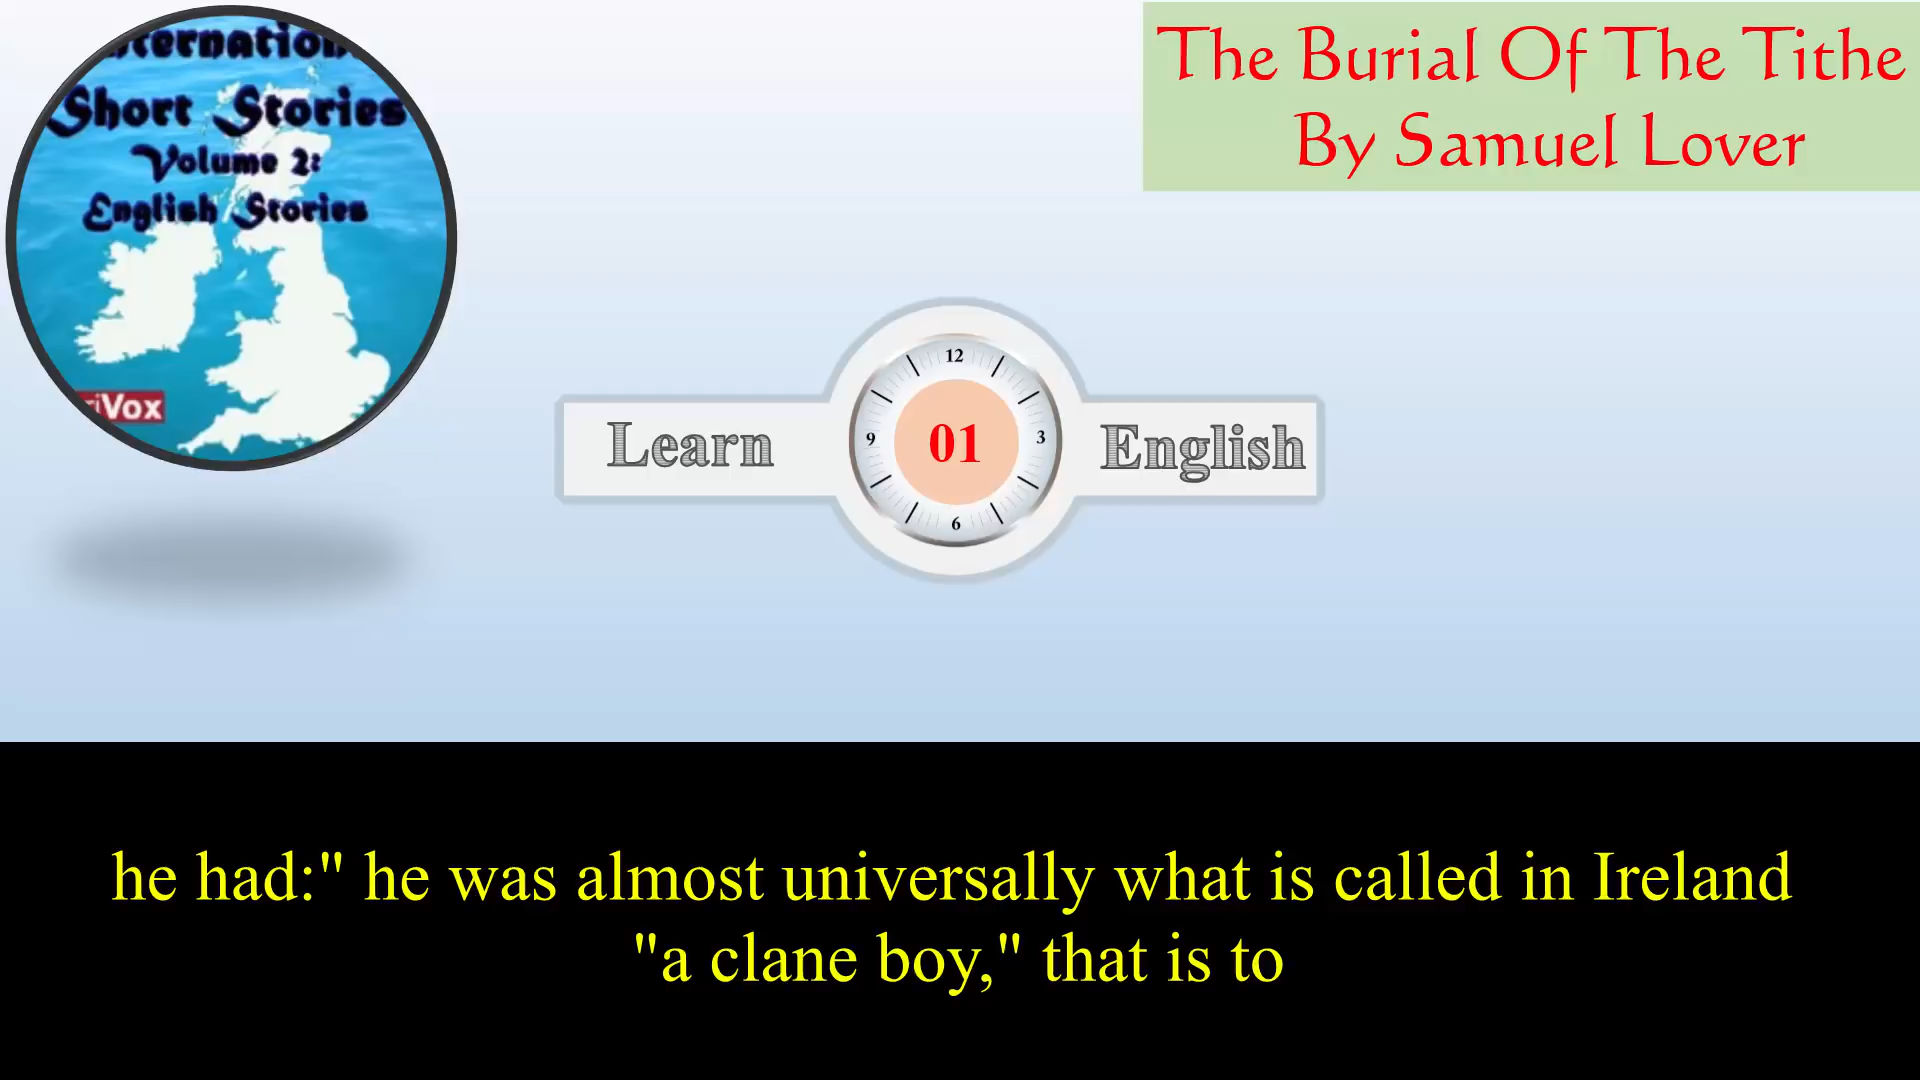 Short Stories
Volume 2:
English Stories
The Burial Of The Tithe
By Samuel Lover
12
9
3
6
Learn
01
English
he had:" he was almost universally what is called in Ireland
"a clane boy," that is to